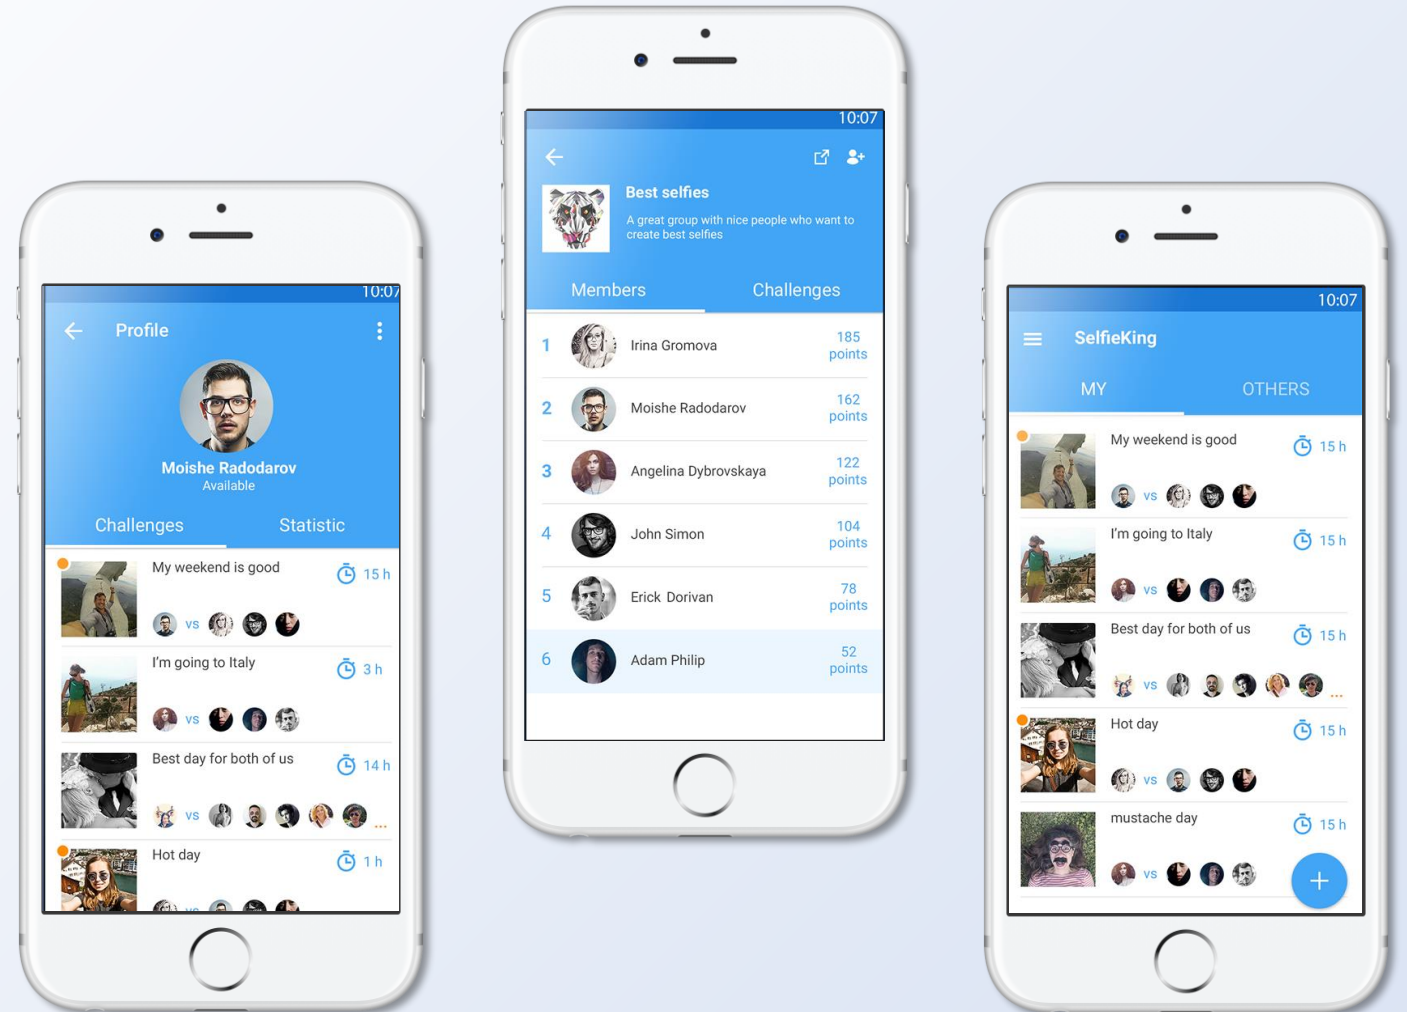 10:07
Profile
Moishe Radodarov
Available
Challenges Statistic
My weekend is good
15 h
vs
I'm going to Italy
3 h
vs
Best day for both of us
14 h
vs
...
Hot day
1 h
vs
10:07
Best selfies
A great group with nice people who want to
create best selfies
Members Challenges
1 Irina Gromova 185
points
2 Moishe Radodarov 162
points
3 Angelina Dybrovskaya 122
points
4 John Simon 104
points
5 Erick Dorivan 78
points
6 Adam Philip 52
points
10:07
SelfieKing
MY OTHERS
My weekend is good
15 h
vs
I'm going to Italy
15 h
vs
Best day for both of us
15 h
vs
...
Hot day
15 h
vs
mustache day
15 h
vs
+